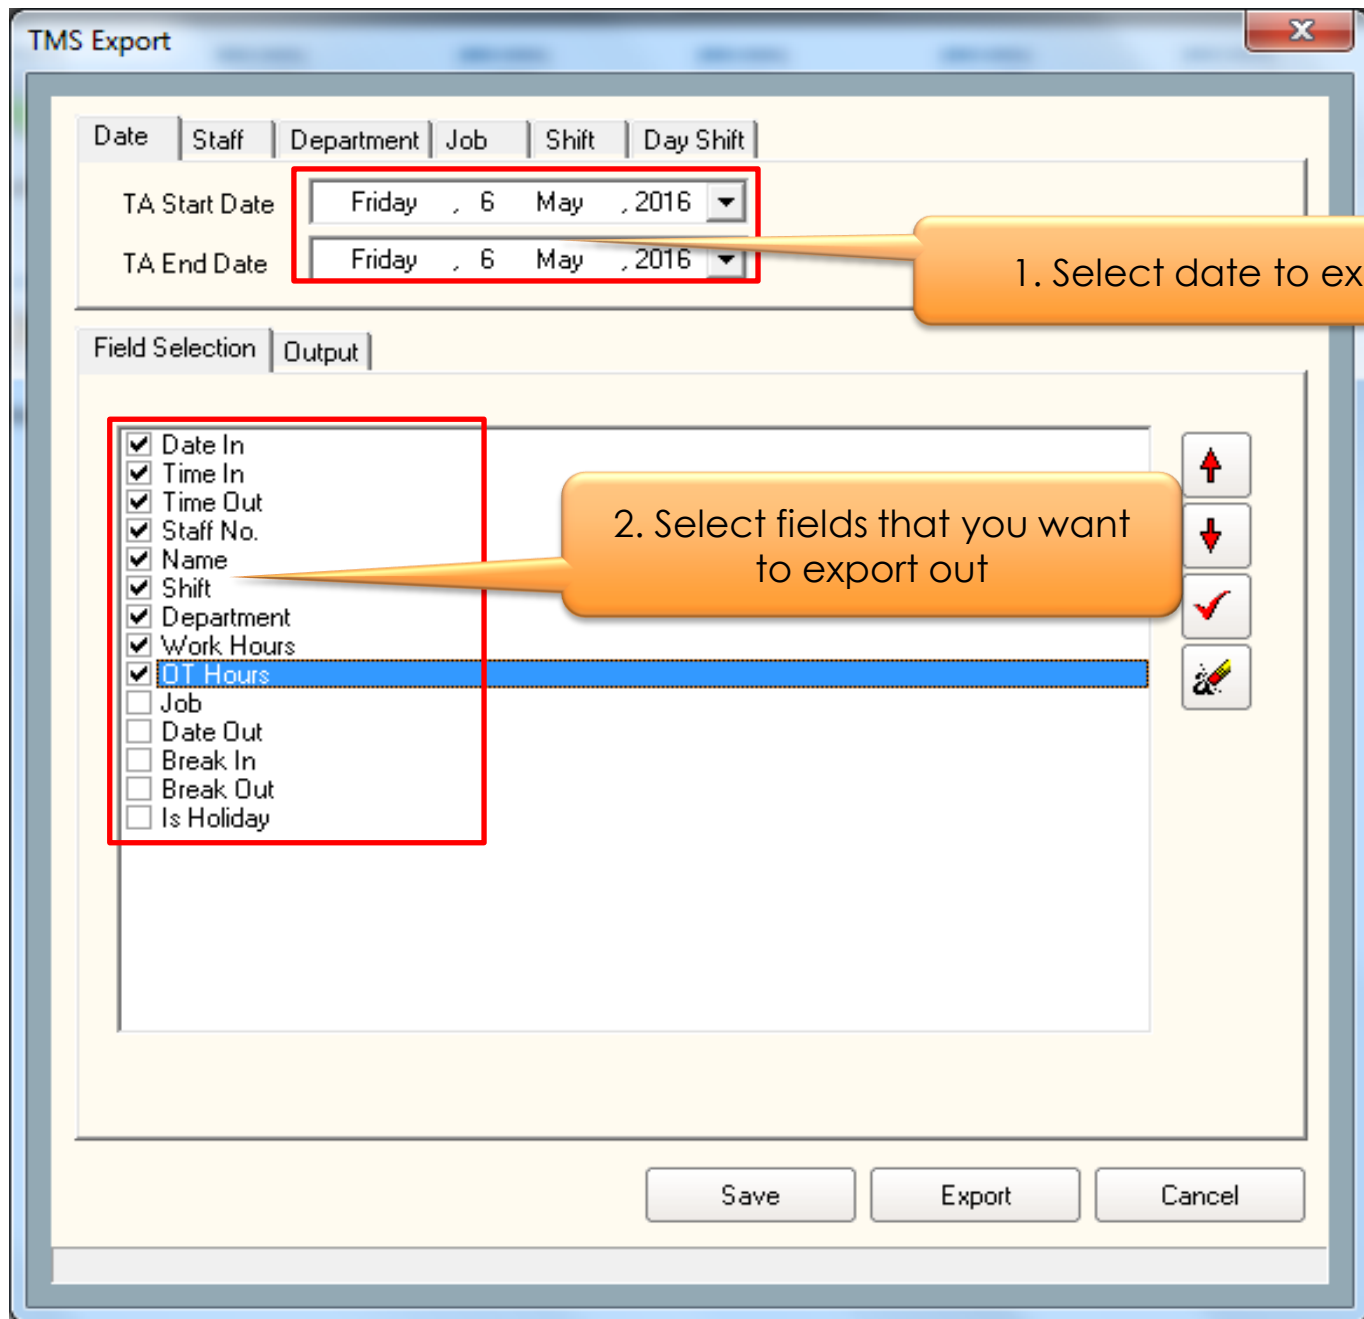 TMS Export
x
Date Staff Department Job Shift Day Shift
TA Start Date Friday , 6 May , 2016
TA End Date Friday , 6 May , 2016
1. Select date to ex
Field Selection Output
Date In
Time In
Time Out
Staff No.
Name
Shift
Department
Work Hours
OT Hours
Job
Date Out
Break In
Break Out
Is Holiday
2. Select fields that you want
to export out
Save Export Cancel